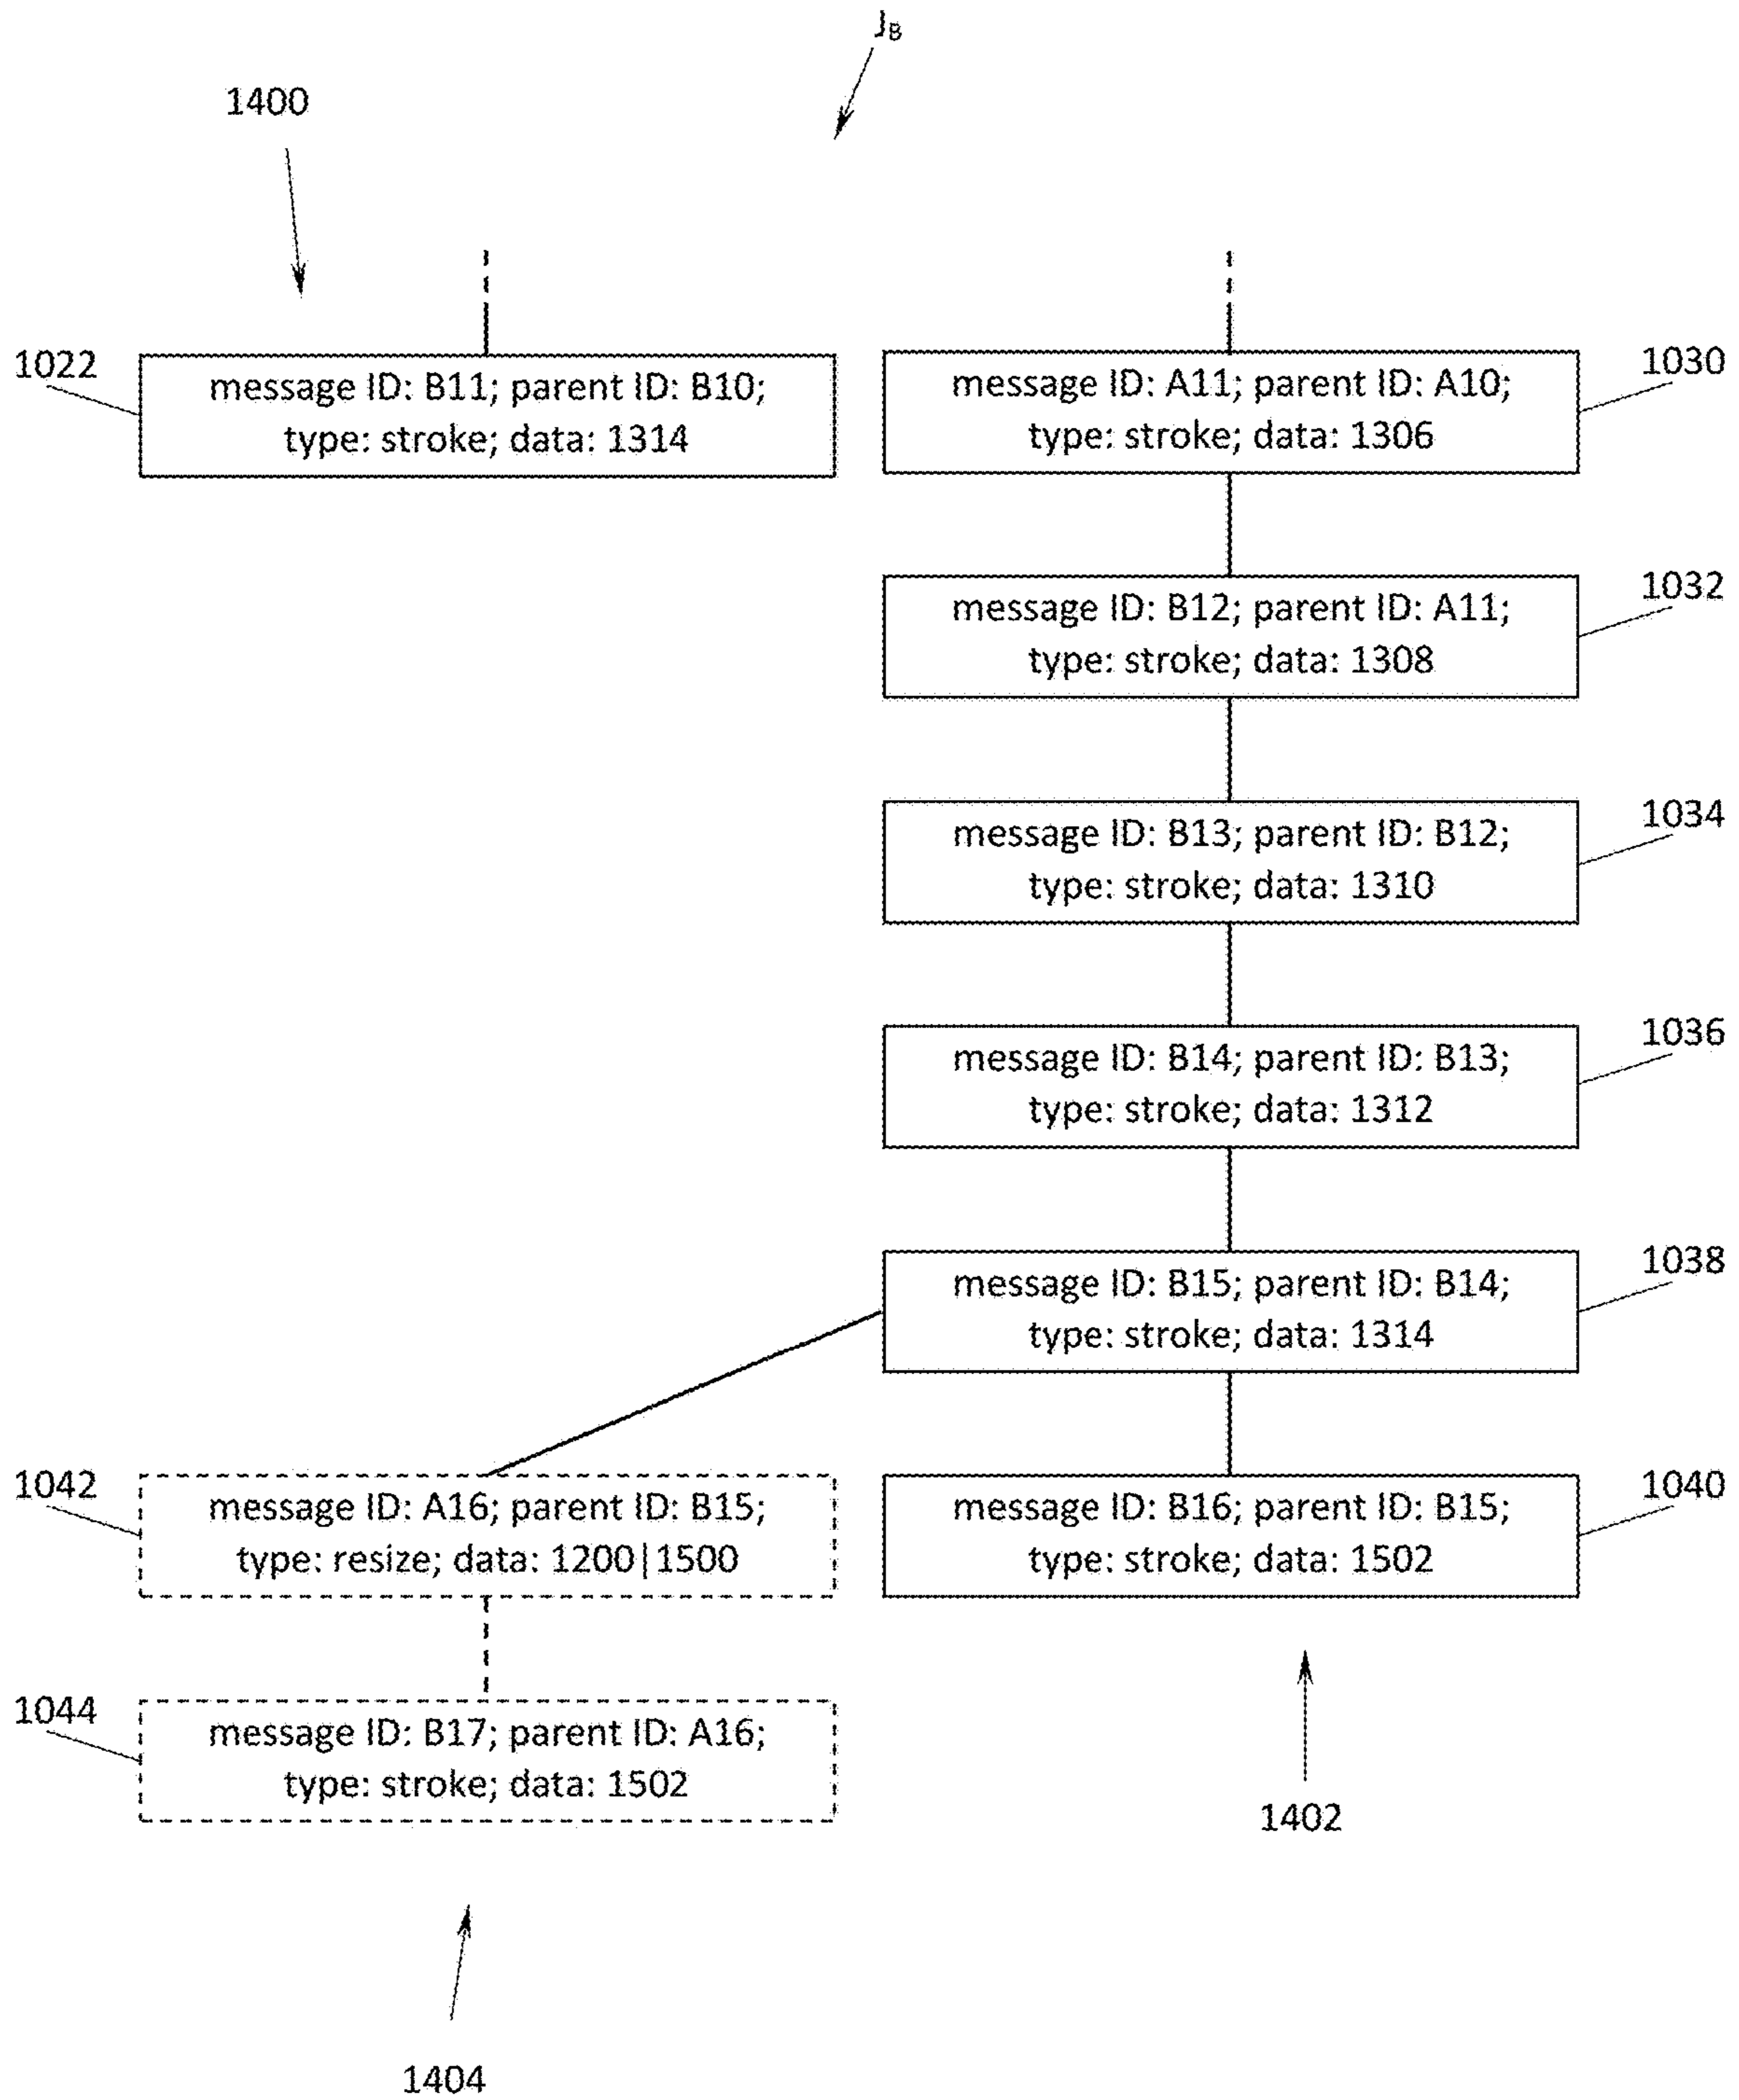 J_B
1400
1022
message ID: B11; parent ID: B10;
type: stroke; data: 1314
1030
message ID: A11; parent ID: A10;
type: stroke; data: 1306
1032
message ID: B12; parent ID: A11;
type: stroke; data: 1308
1034
message ID: B13; parent ID: B12;
type: stroke; data: 1310
1036
message ID: B14; parent ID: B13;
type: stroke; data: 1312
1038
message ID: B15; parent ID: B14;
type: stroke; data: 1314
1042
message ID: A16; parent ID: B15;
type: resize; data: 1200|1500
1040
message ID: B16; parent ID: B15;
type: stroke; data: 1502
1044
message ID: B17; parent ID: A16;
type: stroke; data: 1502
1402
1404